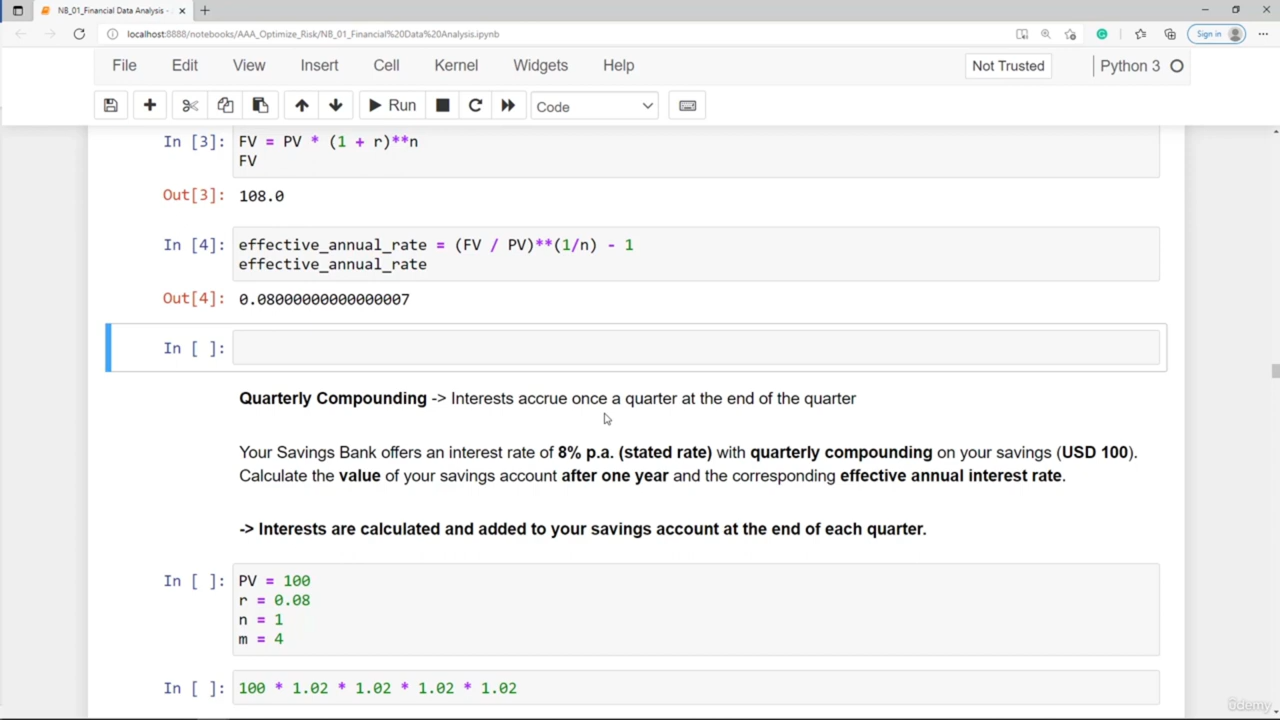 NB_01_Financial Data Analysis -
localhost:8888/notebooks/AAA_Optimize_Risk/NB_01_Financial%20Data%20Analysis.ipynb
Sign in
File Edit View Insert Cell Kernel Widgets Help Not Trusted Python 3
Run Code
In [3]: FV = PV * (1 + r)**n
FV
Out[3]: 108.0
In [4]: effective_annual_rate = (FV / PV)**(1/n) - 1
effective_annual_rate
Out[4]: 0.08000000000000007
In [ ]:
Quarterly Compounding -> Interests accrue once a quarter at the end of the quarter
Your Savings Bank offers an interest rate of 8% p.a. (stated rate) with quarterly compounding on your savings (USD 100).
Calculate the value of your savings account after one year and the corresponding effective annual interest rate.
-> Interests are calculated and added to your savings account at the end of each quarter.
In [ ]: PV = 100
r = 0.08
n = 1
m = 4
In [ ]: 100 * 1.02 * 1.02 * 1.02 * 1.02
Udemy